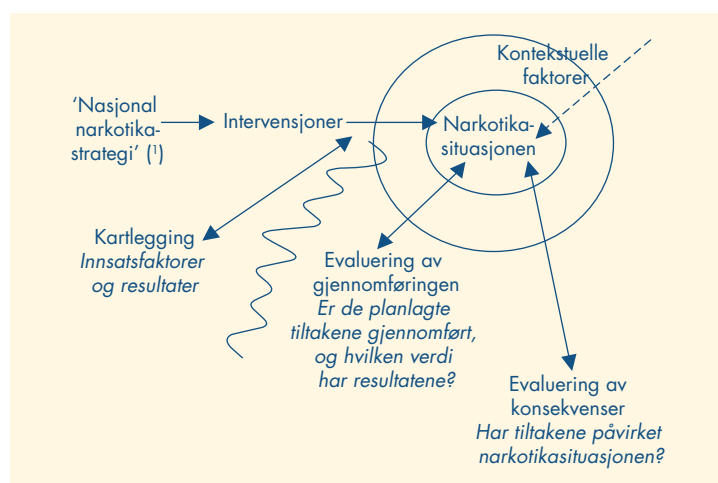 Kontekstuelle
faktorer
'Nasjonal
narkotika-
strategi' (¹)
Intervensjoner
Narkotika-
situasjonen
Kartlegging
Innsatsfaktorer
og resultater
Evaluering av
gjennomføringen
Er de planlagte
tiltakene gjennomført,
og hvilken verdi
har resultatene?
Evaluering av
konsekvenser
Har tiltakene påvirket
narkotikasituasjonen?